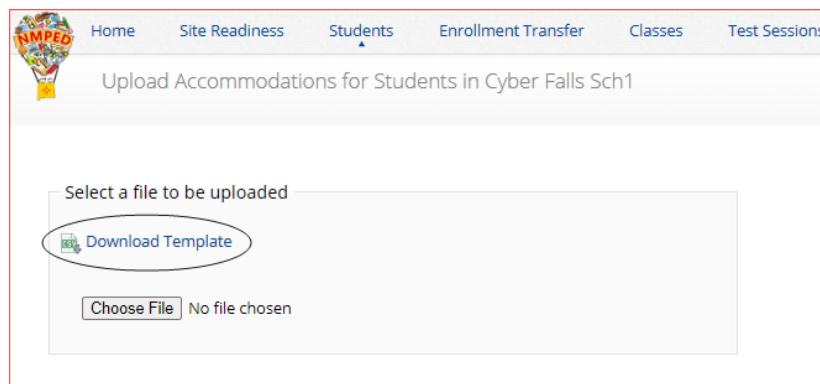 NMPED
Home Site Readiness Students Enrollment Transfer Classes Test Sessions
Upload Accommodations for Students in Cyber Falls Sch1
Select a file to be uploaded
Download Template
Choose File No file chosen